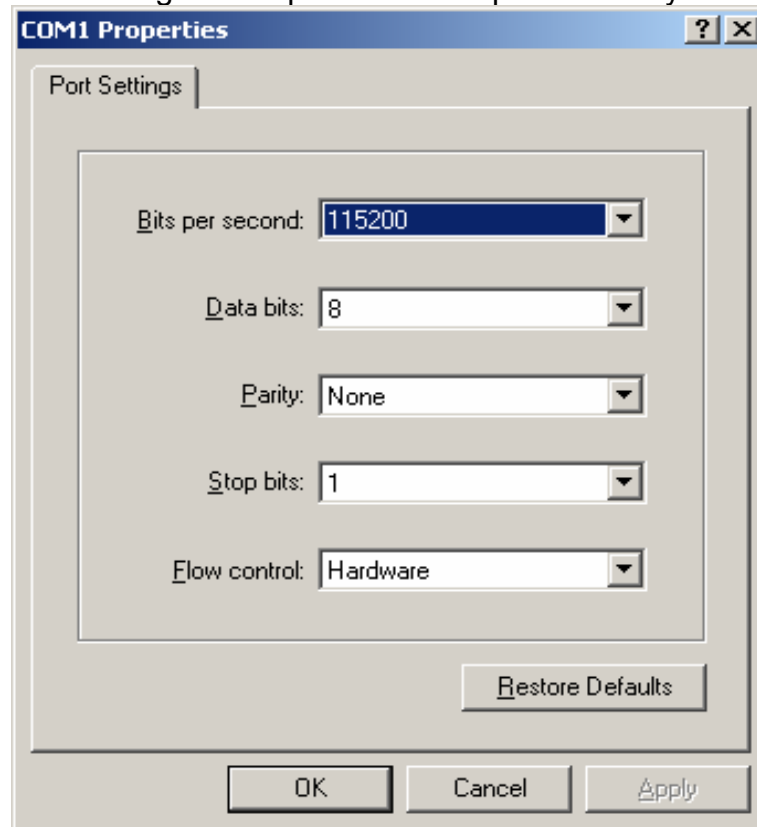 COM1 Properties
Port Settings
Bits per second: 115200
Data bits: 8
Parity: None
Stop bits: 1
Flow control: Hardware
Restore Defaults
OK Cancel Apply